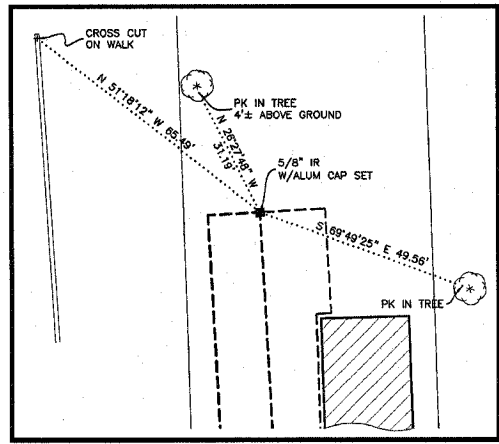 CROSS CUT
ON WALK
N 51°18'12" W 65.49'
PK IN TREE
4'± ABOVE GROUND
N 26°27'48" W
31.19'
5/8" IR
W/ALUM CAP SET
S 69°49'25" E 49.56'
PK IN TREE